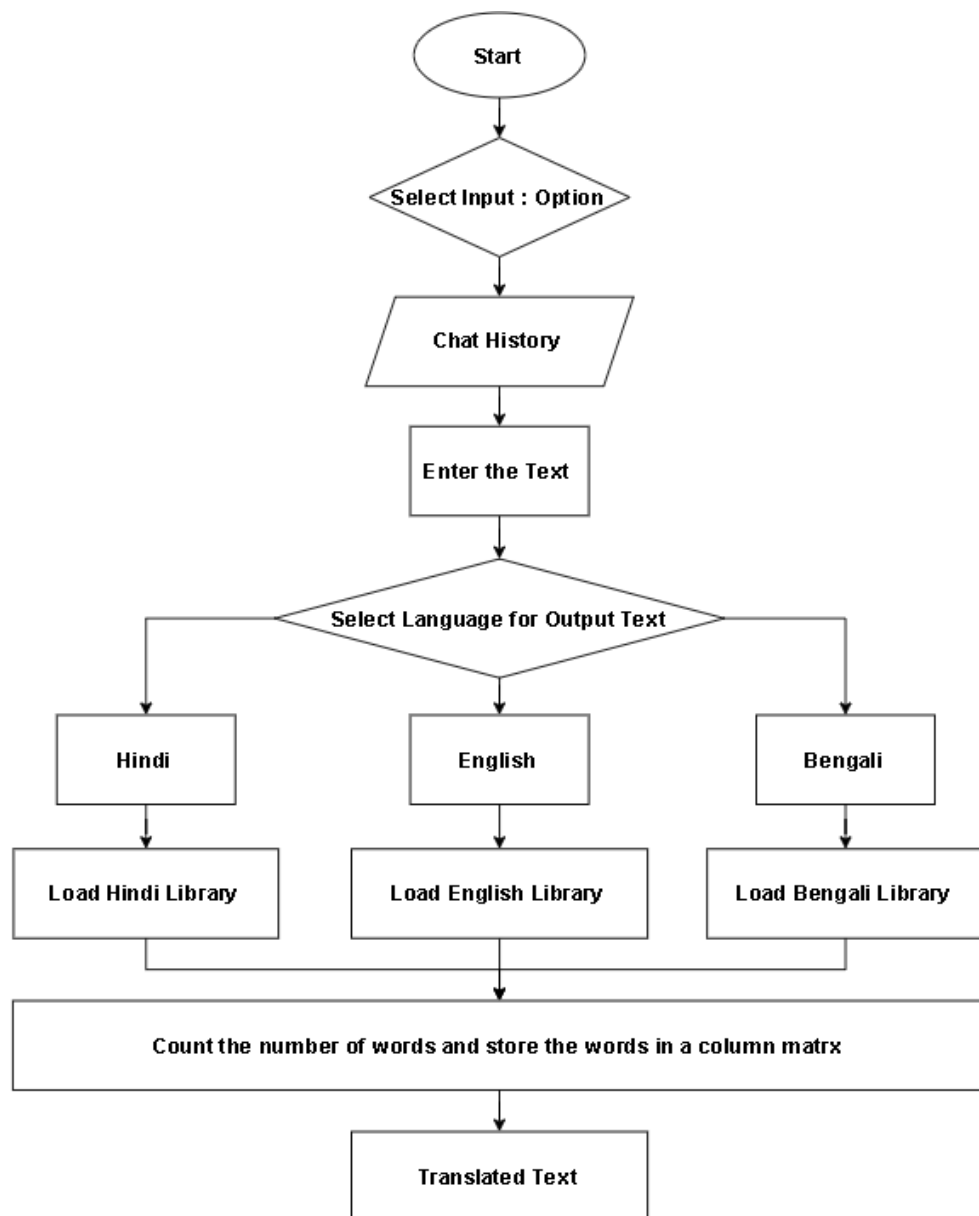 Start
Select Input : Option
Chat History
Enter the Text
Select Language for Output Text
Hindi
English
Bengali
Load Hindi Library
Load English Library
Load Bengali Library
Count the number of words and store the words in a column matrx
Translated Text